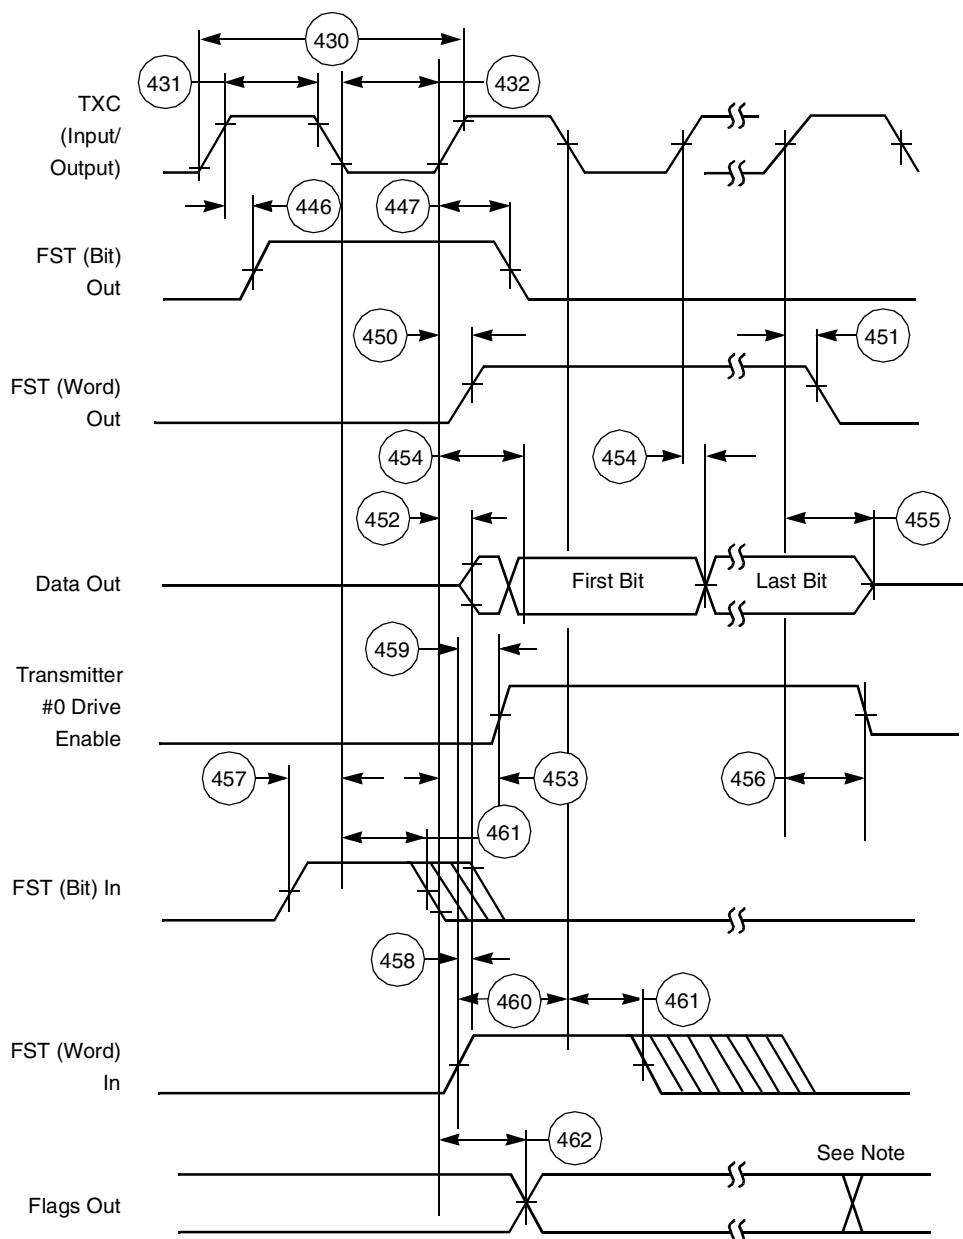 430
431
432
TXC
(Input/
Output)
446
447
FST (Bit)
Out
450
451
FST (Word)
Out
454
454
452
455
Data Out
First Bit
Last Bit
459
Transmitter
#0 Drive
Enable
457
453
456
461
FST (Bit) In
458
460
461
FST (Word)
In
462
See Note
Flags Out